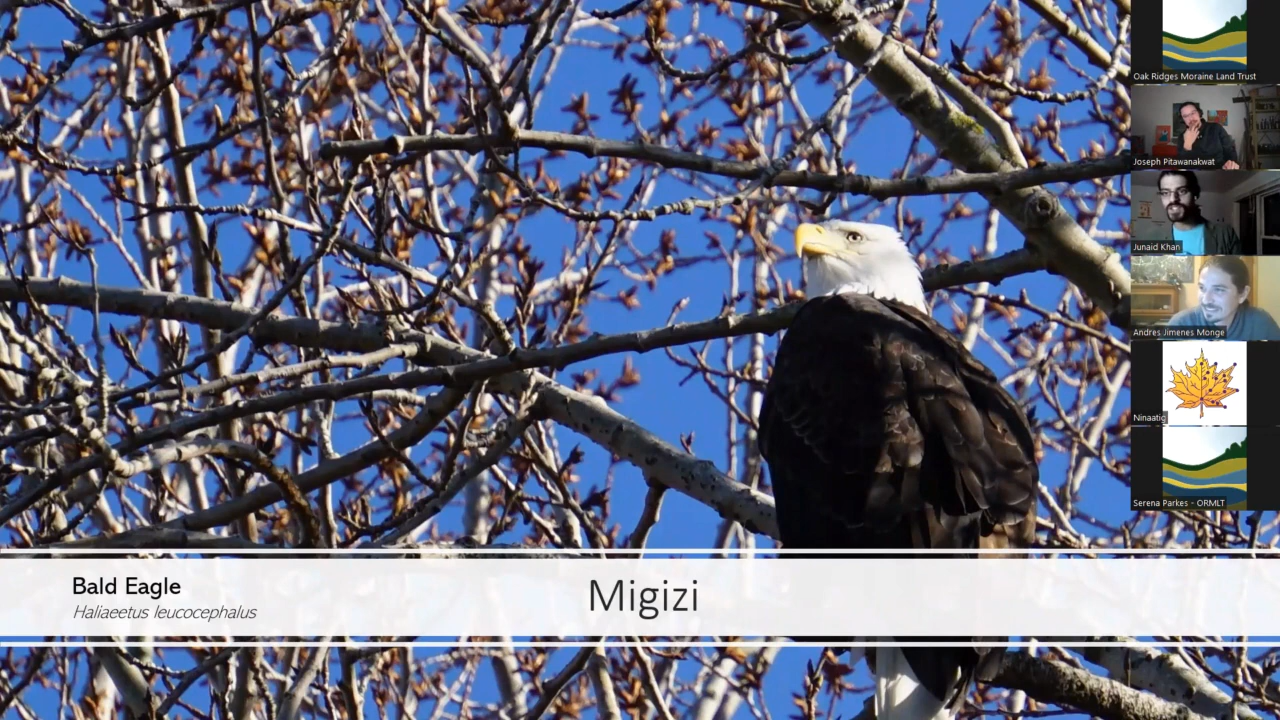 Oak Ridges Moraine Land Trust
Joseph Pitawanakwat
Junaid Khan
Andres Jimenes Monge
Ninaatig
Serena Parkes - ORMLT
Bald Eagle
Haliaeetus leucocephalus
Migizi